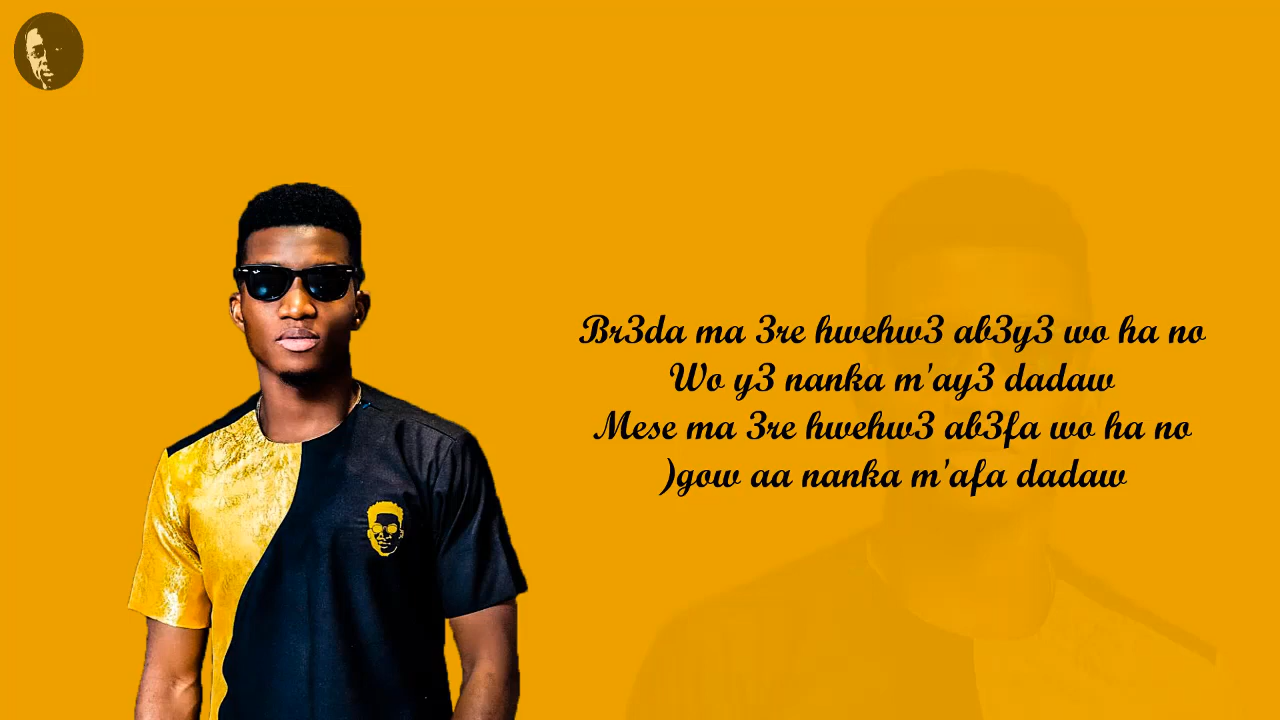 Br3da ma 3re hwehw3 ab3y3 wo ha no
Wo y3 nanka m'ay3 dadaw
Mese ma 3re hwehw3 ab3fa wo ha no
)gow aa nanka m'afa dadaw